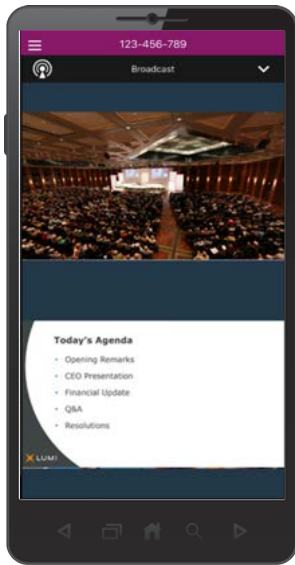 123-456-789
Broadcast
Today's Agenda
Opening Remarks
CEO Presentation
Financial Update
Q&A
Resolutions
LUMI